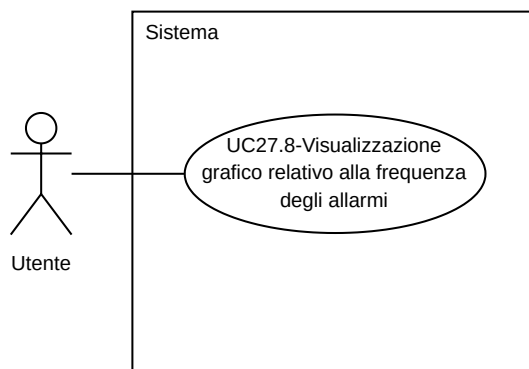 Sistema
UC27.8-Visualizzazione
grafico relativo alla frequenza
degli allarmi
Utente